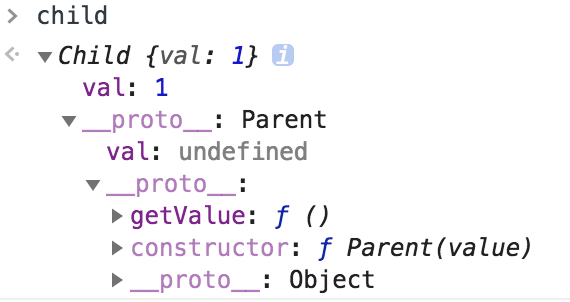 > child
Child {val: 1} i
val: 1
__proto__: Parent
val: undefined
__proto__:
getValue: ƒ ()
constructor: ƒ Parent(value)
__proto__: Object